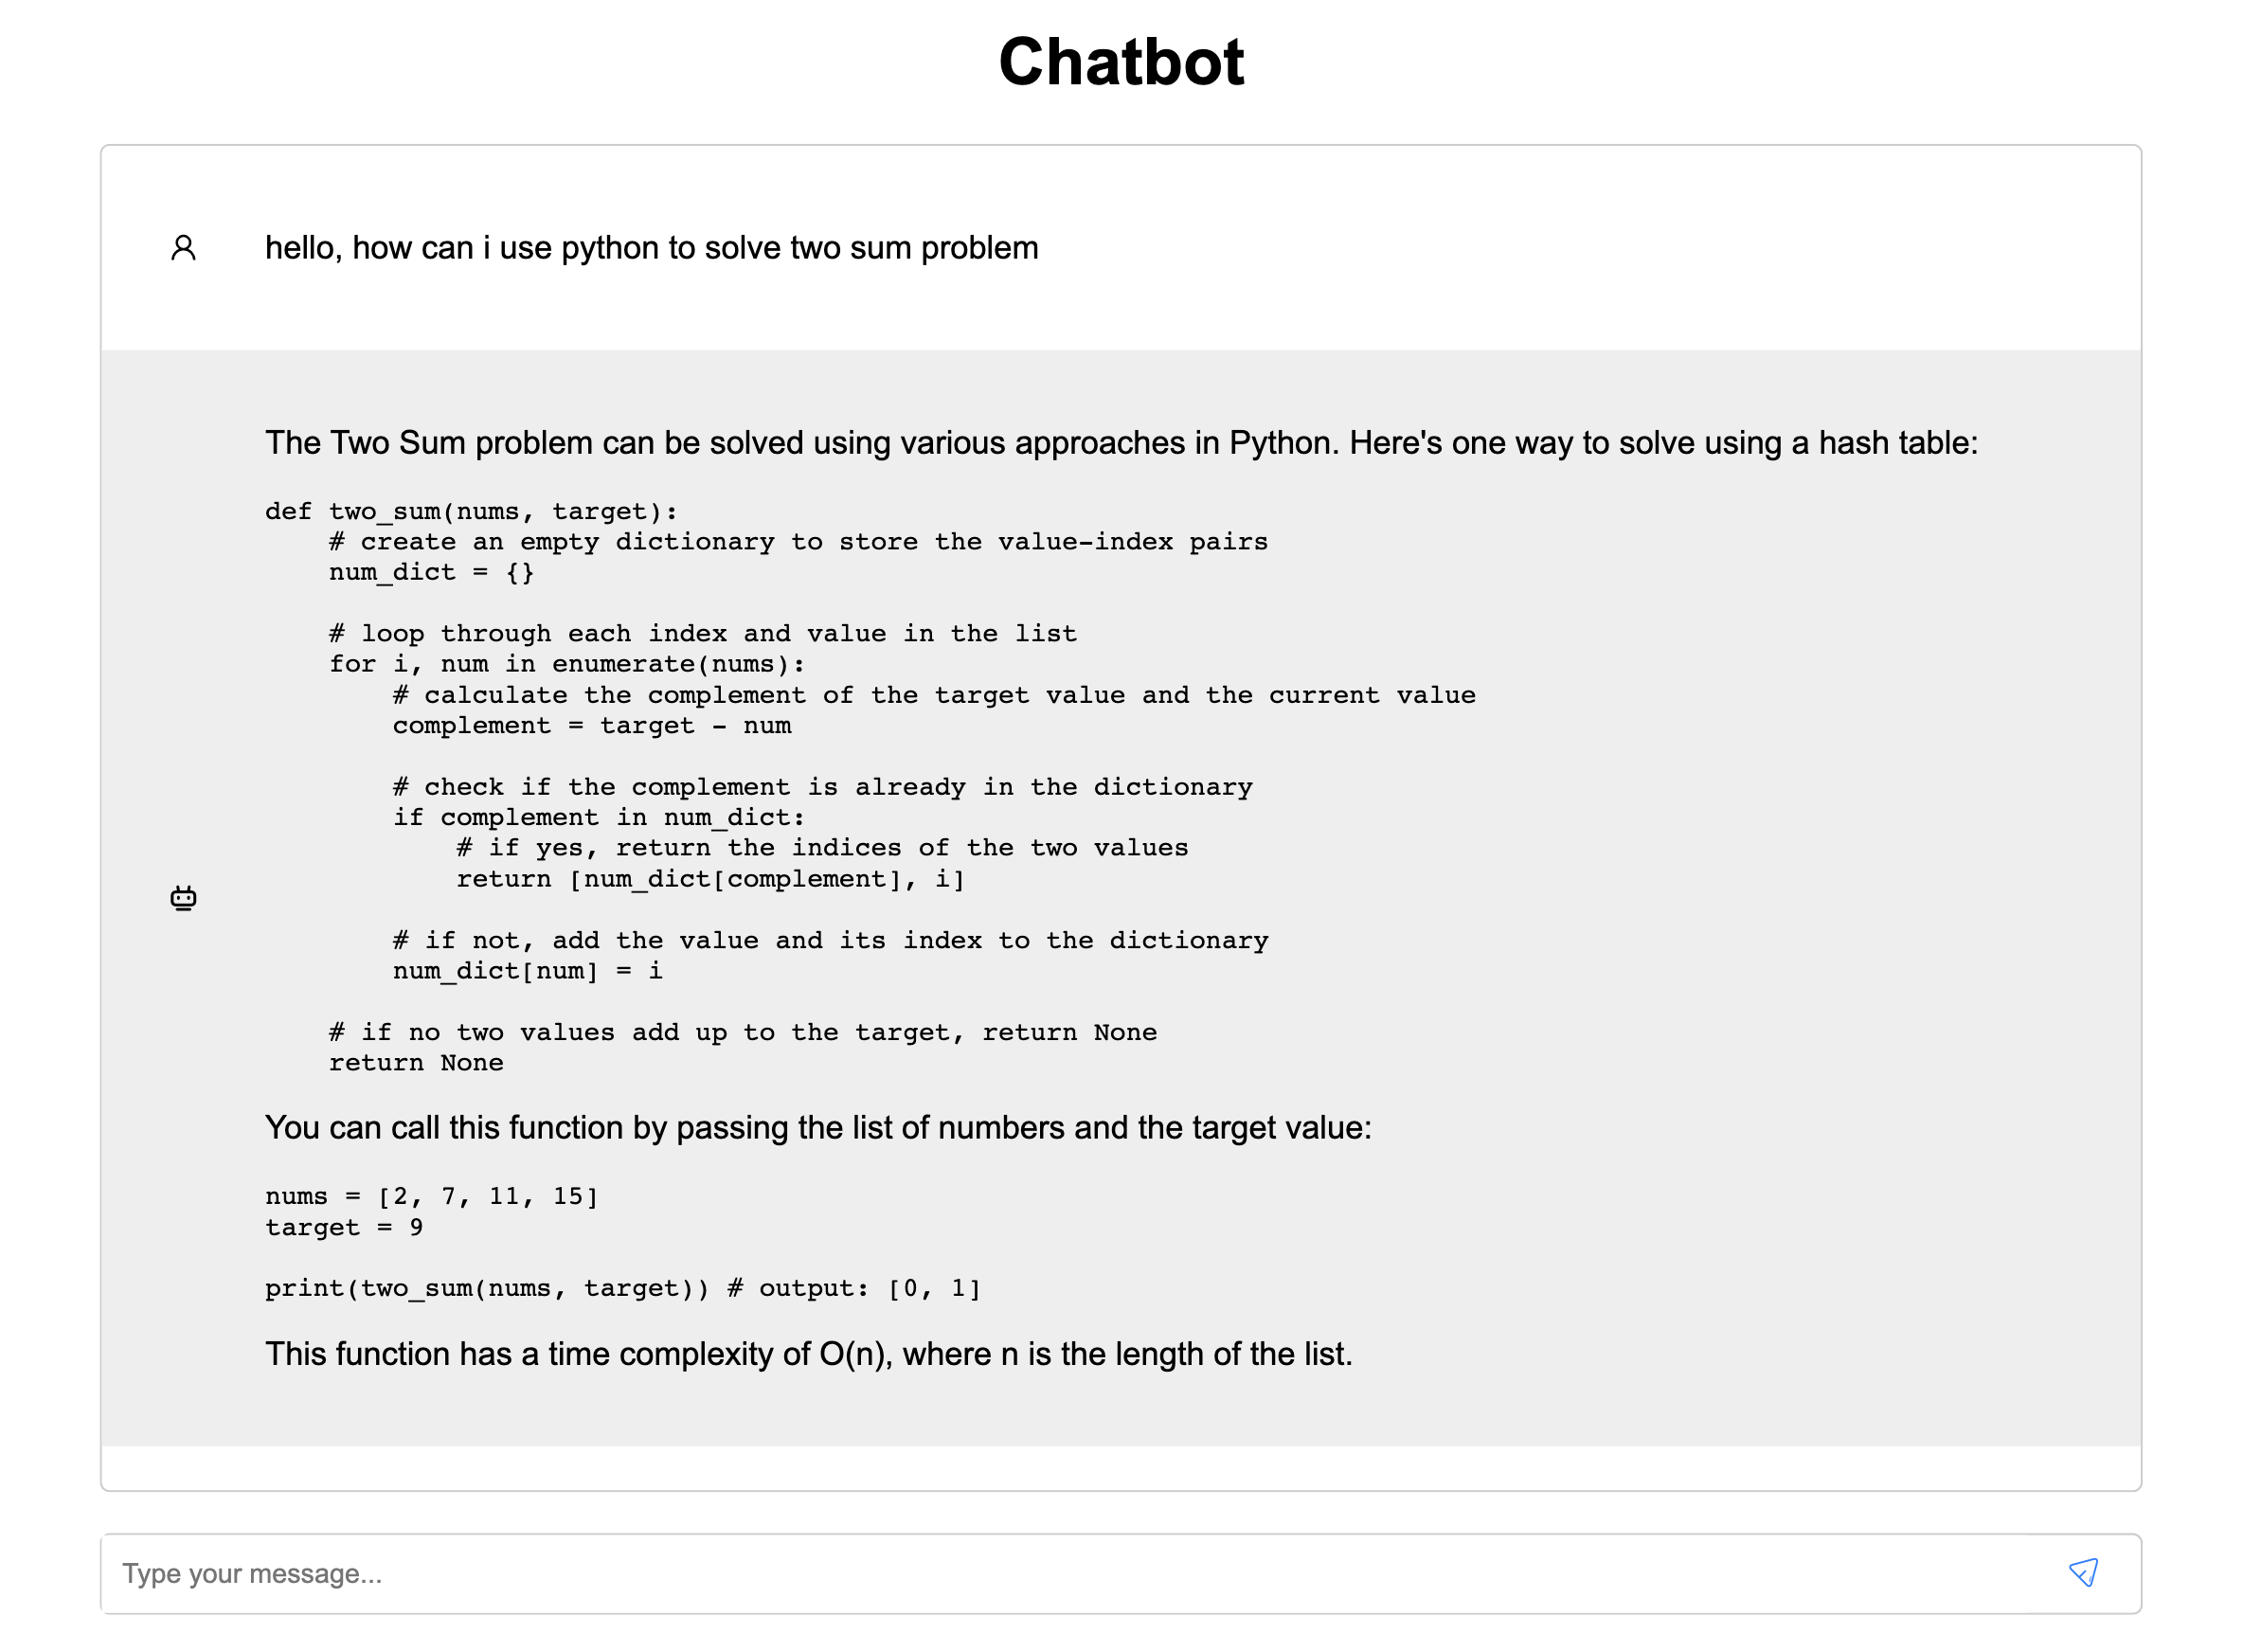 Chatbot
hello, how can i use python to solve two sum problem
The Two Sum problem can be solved using various approaches in Python. Here's one way to solve using a hash table:
def two_sum(nums, target):
    # create an empty dictionary to store the value-index pairs
    num_dict = {}
    # loop through each index and value in the list
    for i, num in enumerate(nums):
        # calculate the complement of the target value and the current value
        complement = target - num
        # check if the complement is already in the dictionary
        if complement in num_dict:
            # if yes, return the indices of the two values
            return [num_dict[complement], i]
        # if not, add the value and its index to the dictionary
        num_dict[num] = i
    # if no two values add up to the target, return None
    return None
You can call this function by passing the list of numbers and the target value:
nums = [2, 7, 11, 15]
target = 9
print(two_sum(nums, target)) # output: [0, 1]
This function has a time complexity of O(n), where n is the length of the list.
Type your message...